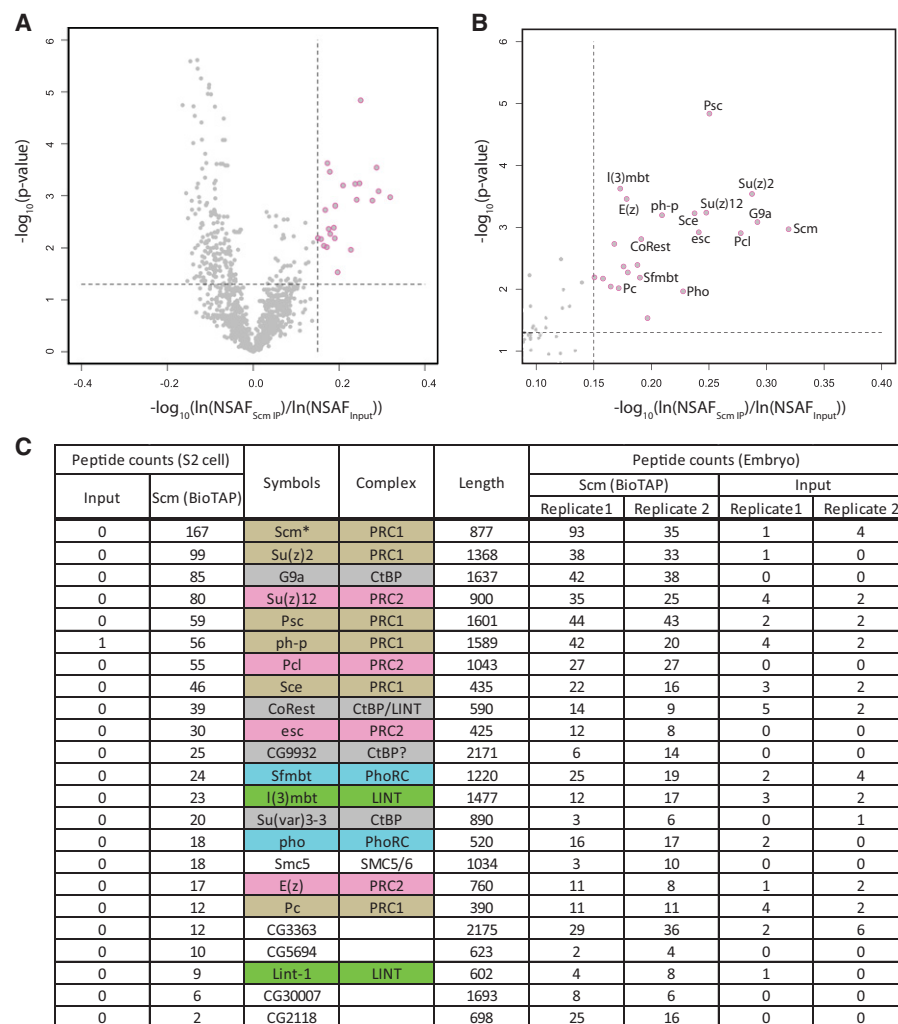 A
B
6
5
4
3
2
1
0
-log10(p-value)
-0.4
-0.2
0.0
0.2
0.4
-log10(ln(NSAFScm IP)/ln(NSAFInput))
6
5
4
3
2
1
-log10(p-value)
Psc
l(3)mbt
E(z)
ph-p
Su(z)2
Su(z)12
Sce
G9a
esc
Pcl
Scm
CoRest
Sfmbt
Pc
Pho
0.10
0.15
0.20
0.25
0.30
0.35
0.40
-log10(ln(NSAFScm IP)/ln(NSAFInput))
C
Peptide counts (S2 cell) Symbols Complex Length Peptide counts (Embryo)
Input Scm (BioTAP) Scm (BioTAP) Input
Replicate1 Replicate 2 Replicate1 Replicate 2
0 167 Scm* PRC1 877 93 35 1 4
0 99 Su(z)2 PRC1 1368 38 33 1 0
0 85 G9a CtBP 1637 42 38 0 0
0 80 Su(z)12 PRC2 900 35 25 4 2
0 59 Psc PRC1 1601 44 43 2 2
1 56 ph-p PRC1 1589 42 20 4 2
0 55 Pcl PRC2 1043 27 27 0 0
0 46 Sce PRC1 435 22 16 3 2
0 39 CoRest CtBP/LINT 590 14 9 5 2
0 30 esc PRC2 425 12 8 0 0
0 25 CG9932 CtBP? 2171 6 14 0 0
0 24 Sfmbt PhoRC 1220 25 19 2 4
0 23 l(3)mbt LINT 1477 12 17 3 2
0 20 Su(var)3-3 CtBP 890 3 6 0 1
0 18 pho PhoRC 520 16 17 2 0
0 18 Smc5 SMC5/6 1034 3 10 0 0
0 17 E(z) PRC2 760 11 8 1 2
0 12 Pc PRC1 390 11 11 4 2
0 12 CG3363 2175 29 36 2 6
0 10 CG5694 623 2 4 0 0
0 9 Lint-1 LINT 602 4 8 1 0
0 6 CG30007 1693 8 6 0 0
0 2 CG2118 698 25 16 0 0